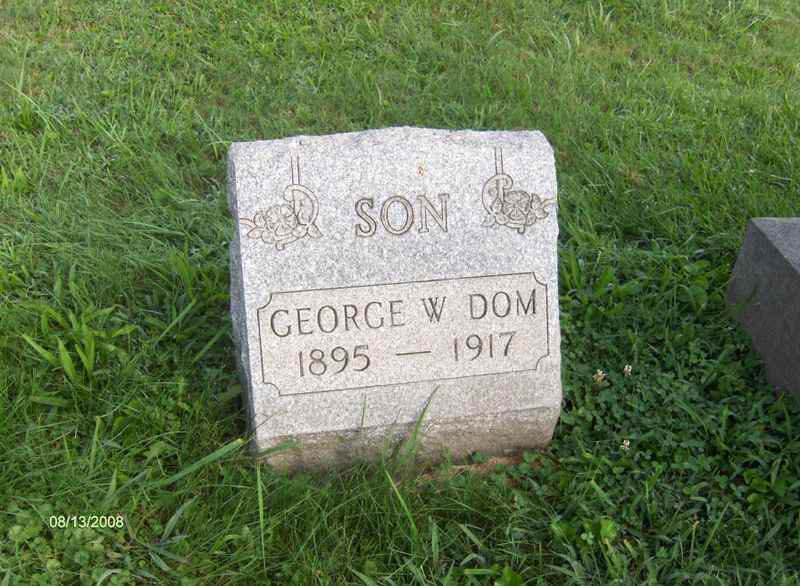 SON
GEORGE W DOM
1895 — 1917
08/13/2008